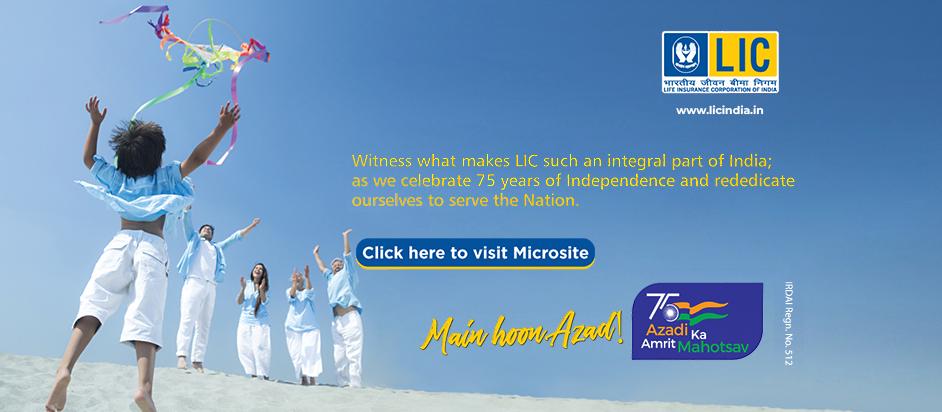 LIC
भारतीय जीवन बीमा निगम
LIFE INSURANCE CORPORATION OF INDIA
www.licindia.in
Witness what makes LIC such an integral part of India;
as we celebrate 75 years of Independence and rededicate
ourselves to serve the Nation.
Click here to visit Microsite
Main hoon Azad!
75
Azadi Ka
Amrit Mahotsav
IRDAI Regn. No. 512